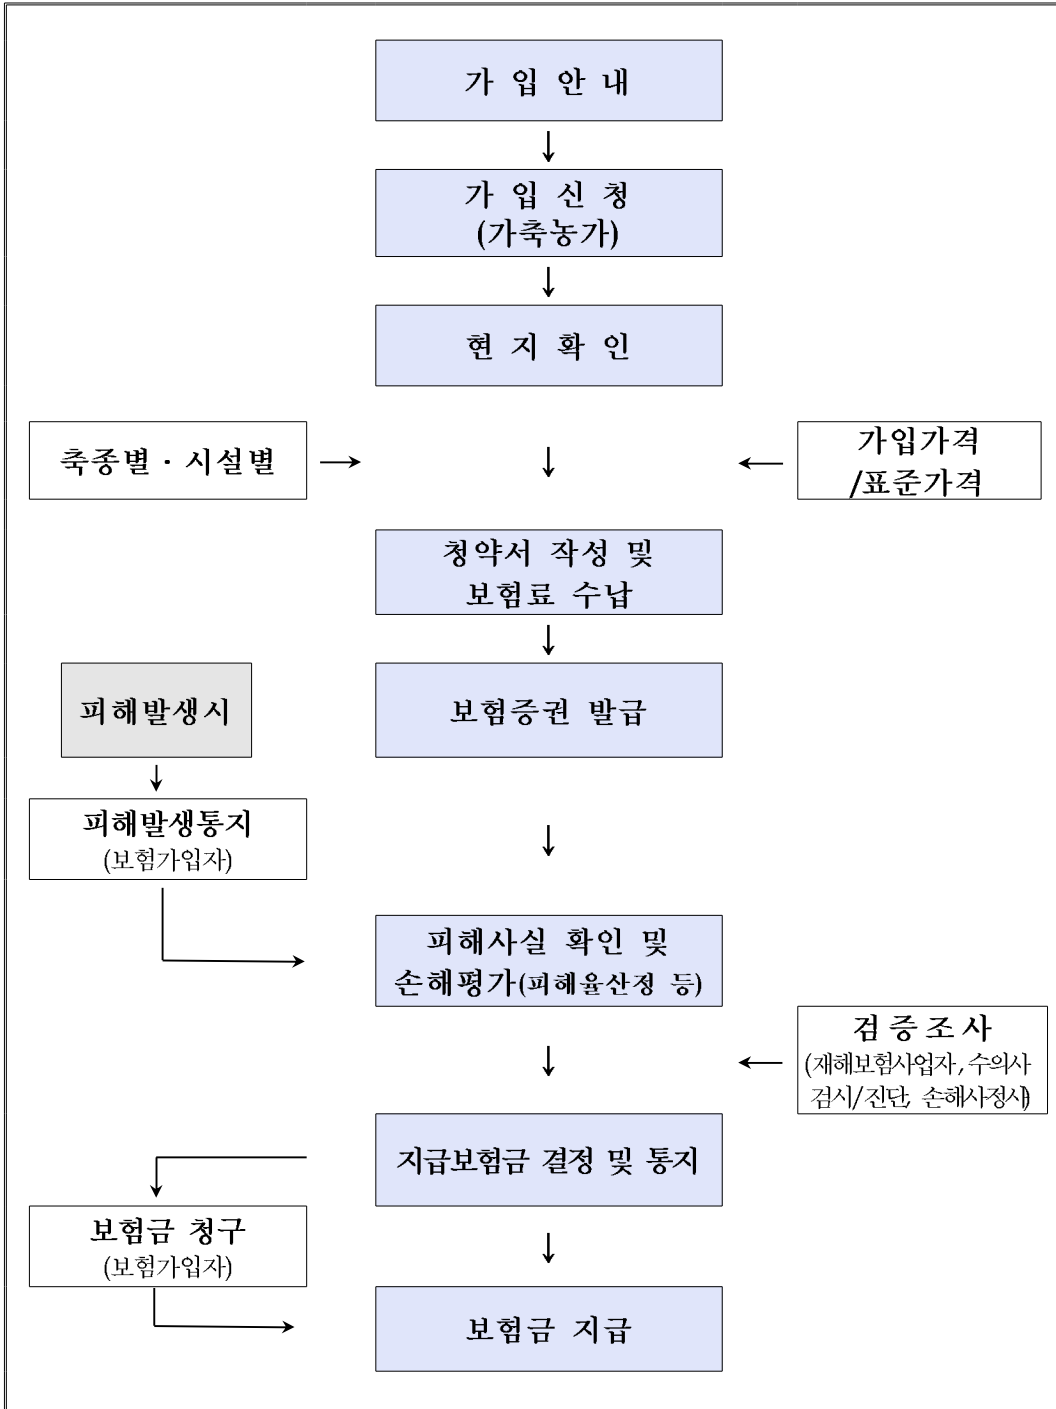 가 입 안 내
가 입 신 청
(가축농가)
현 지 확 인
축종별 · 시설별
가입가격
/표준가격
청약서 작성 및
보험료 수납
피해발생시
보험증권 발급
피해발생통지
(보험가입자)
피해사실 확인 및
손해평가(피해율산정 등)
검증조사
(재해보험사업자, 수의사
검시/진단, 손해사정사)
지급보험금 결정 및 통지
보험금 청구
(보험가입자)
보험금 지급